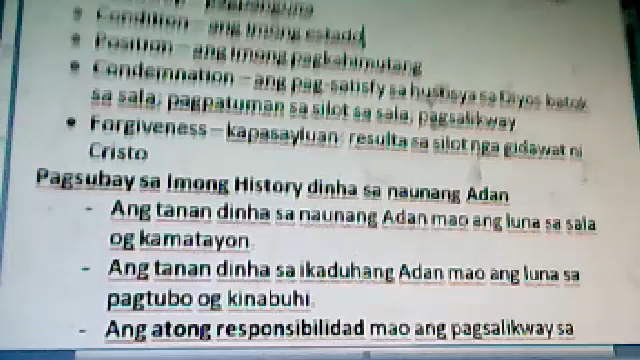 • Condition – ang imong estado
• Position – ang imong pagkahimutang
• Condemnation – ang pag-satisfy sa hustisya sa Diyos batok
sa sala, pagpatuman sa silot sa sala, pagsalikway
• Forgiveness – kapasayluan; resulta sa silot nga gidawat ni
Cristo
Pagsubay sa Imong History dinha sa naunang Adan
- Ang tanan dinha sa naunang Adan mao ang luna sa sala
og kamatayon.
- Ang tanan dinha sa ikaduhang Adan mao ang luna sa
pagtubo og kinabuhi.
- Ang atong responsibilidad mao ang pagsalikway sa